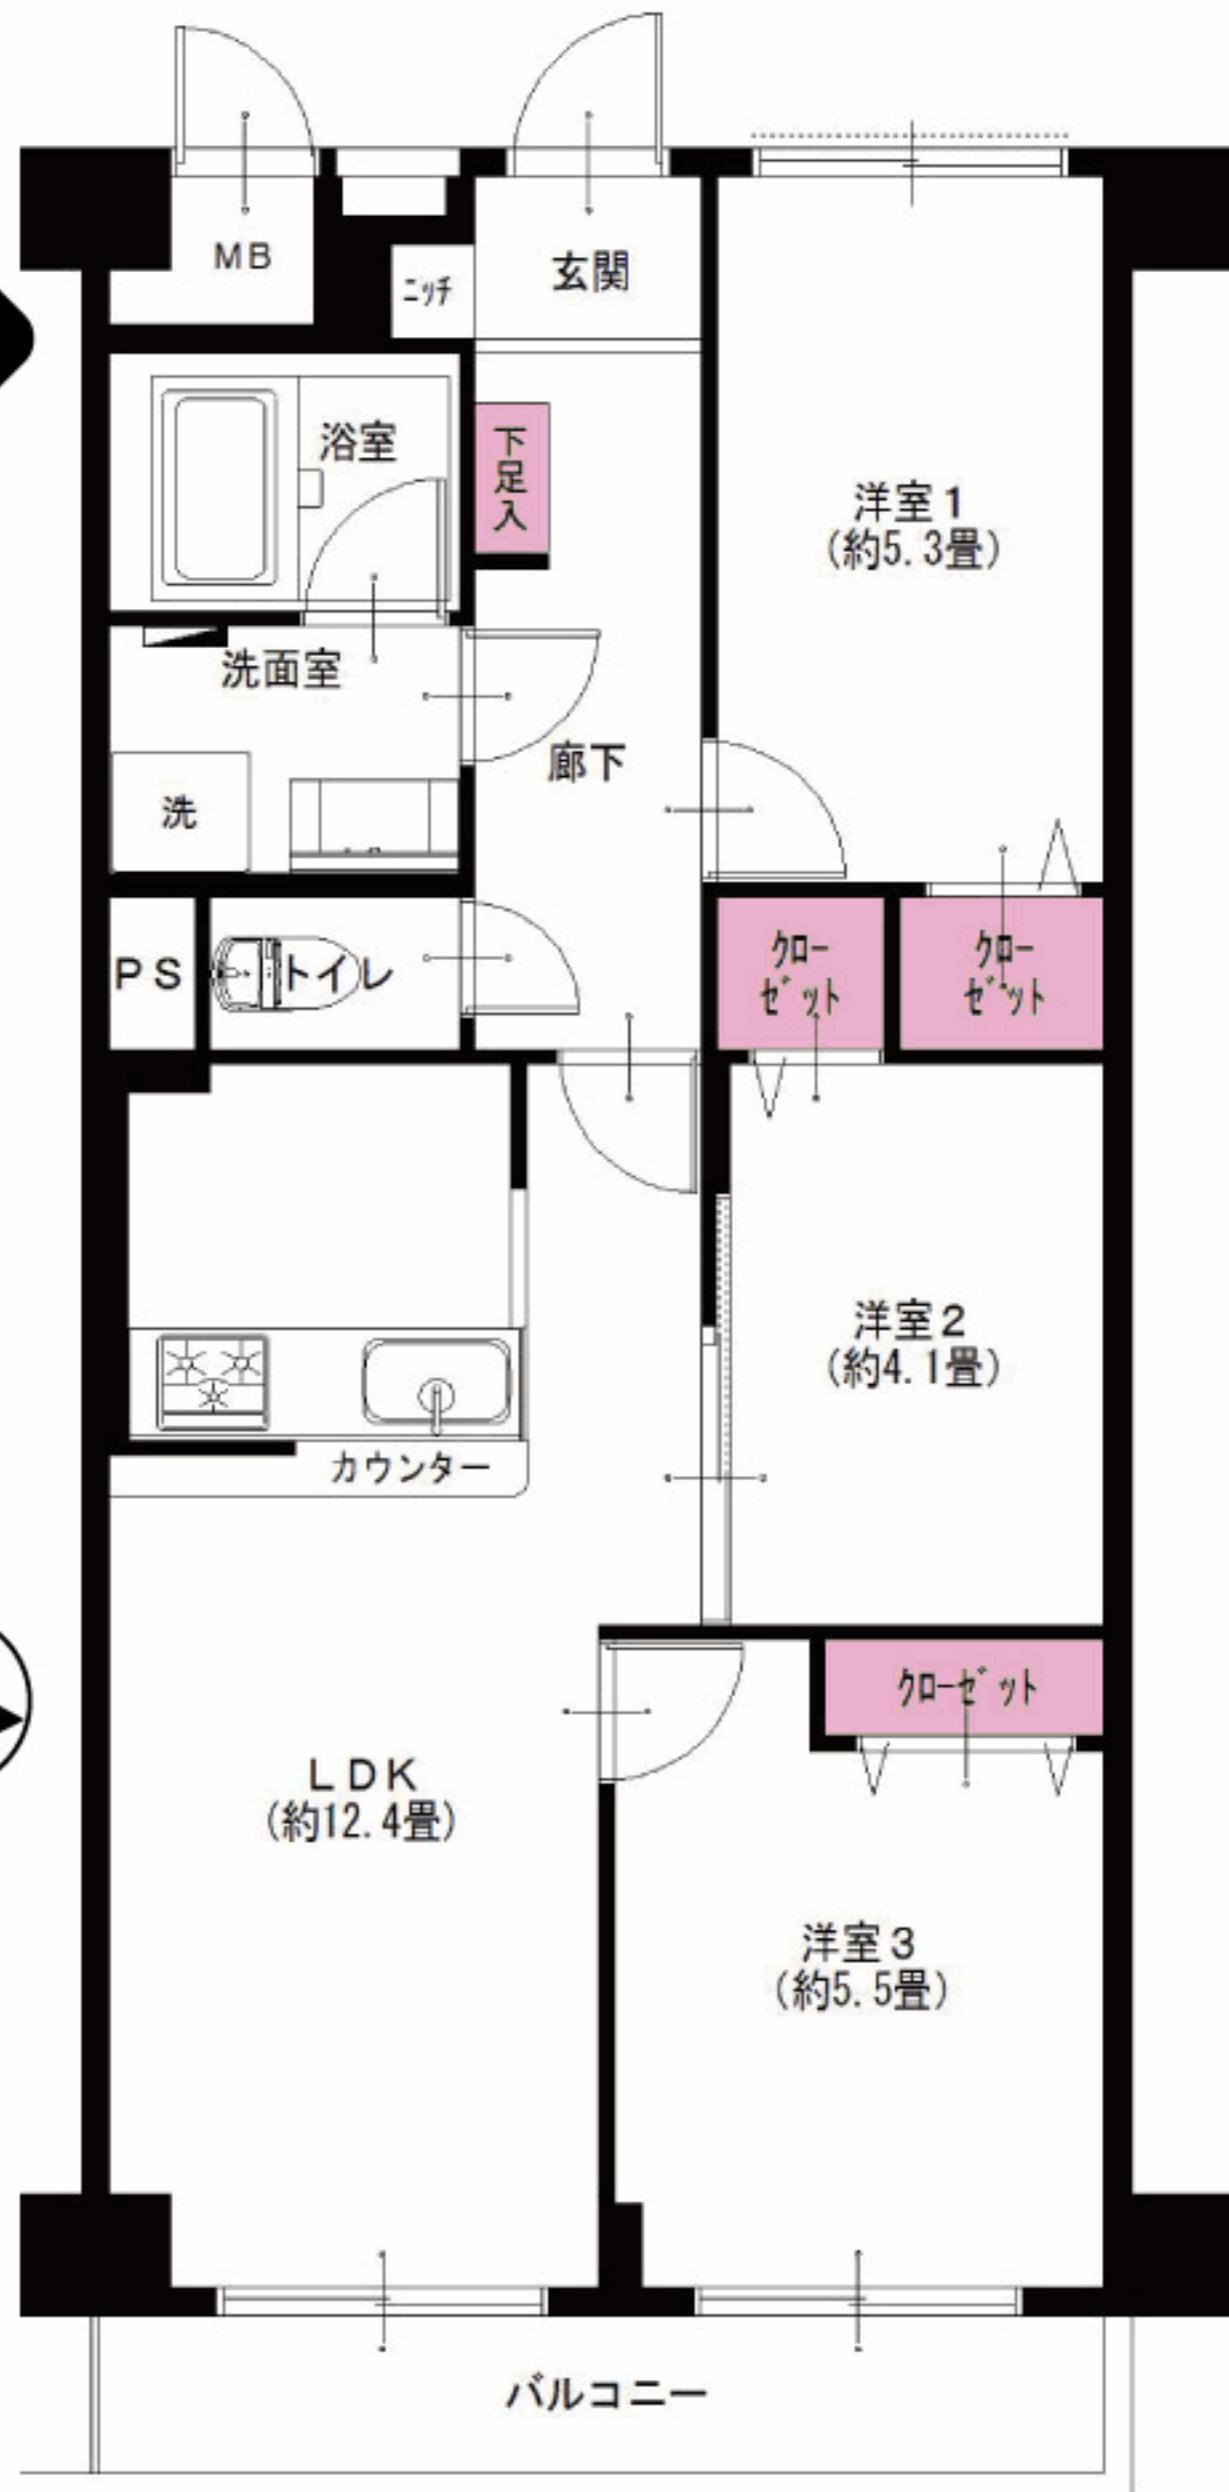 MB
ニッチ
玄関
浴室
下足入
洋室1
(約5.3畳)
洗面室
廊下
洗
PS
トイレ
クロー
ゼット
クロー
ゼット
洋室2
(約4.1畳)
カウンター
クローゼット
LDK
(約12.4畳)
洋室3
(約5.5畳)
バルコニー